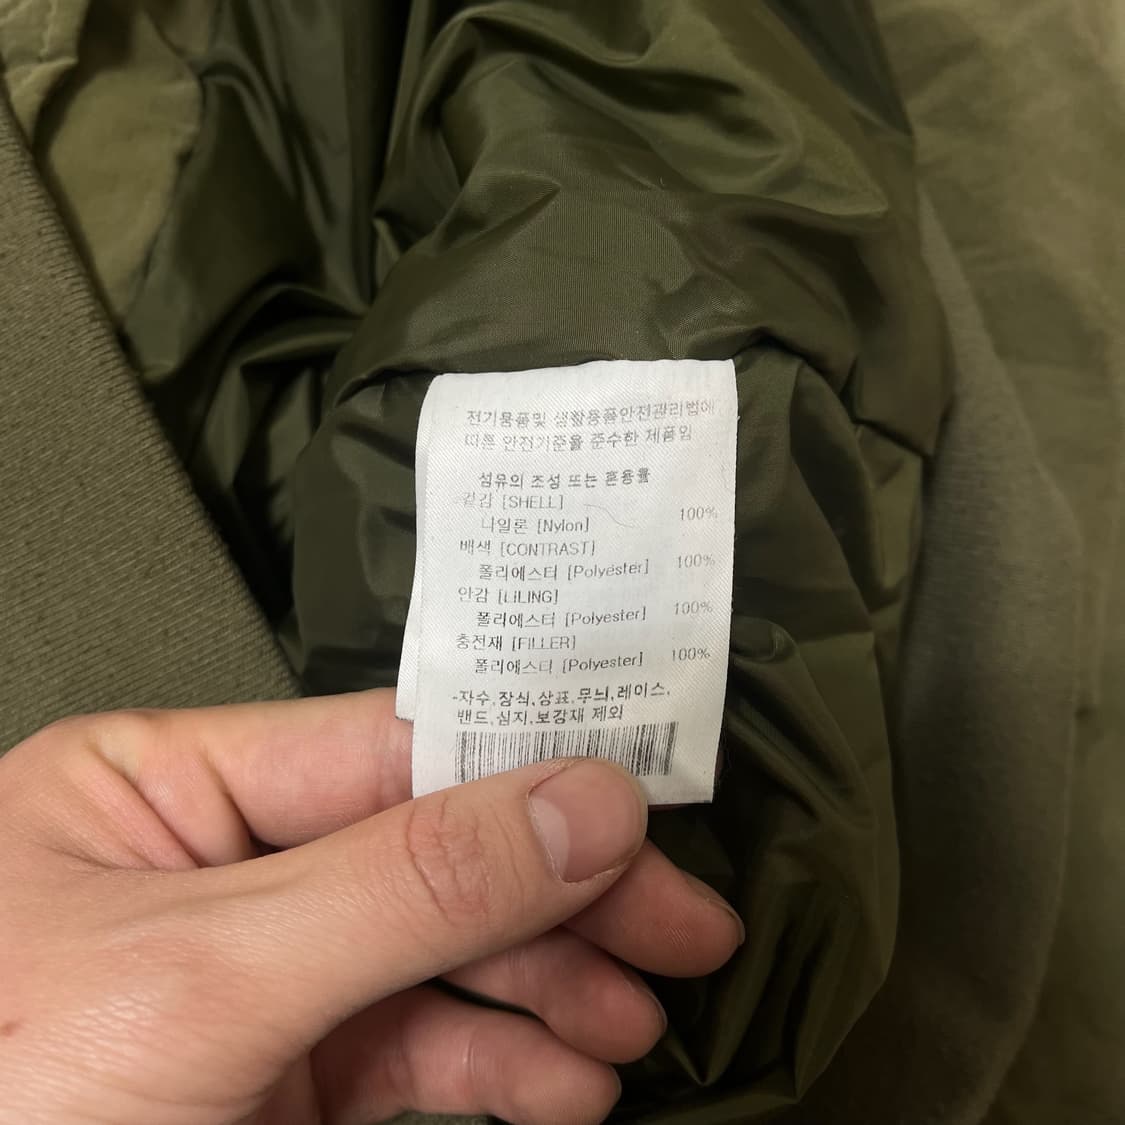 전기용품및 생활용품안전관리법에
따른 안전기준을 준수한 제품임
섬유의 조성 또는 혼용률
겉감 [SHELL]
나일론 [Nylon] 100%
배색 [CONTRAST]
폴리에스터 [Polyester] 100%
안감 [LILING]
폴리에스터 [Polyester] 100%
충전재 [FILLER]
폴리에스터 [Polyester] 100%
-자수,장식,상표,무늬,레이스,
밴드,심지,보강재 제외